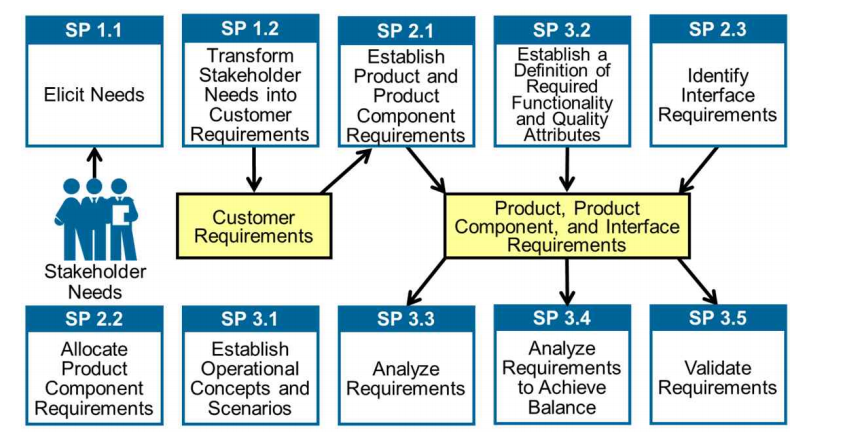 SP 1.1
Elicit Needs
SP 1.2
Transform
Stakeholder
Needs into
Customer
Requirements
SP 2.1
Establish
Product and
Product
Component
Requirements
SP 3.2
Establish a
Definition of
Required
Functionality
and Quality
Attributes
SP 2.3
Identify
Interface
Requirements
Stakeholder
Needs
Customer
Requirements
Product, Product
Component, and Interface
Requirements
SP 2.2
Allocate
Product
Component
Requirements
SP 3.1
Establish
Operational
Concepts and
Scenarios
SP 3.3
Analyze
Requirements
SP 3.4
Analyze
Requirements
to Achieve
Balance
SP 3.5
Validate
Requirements